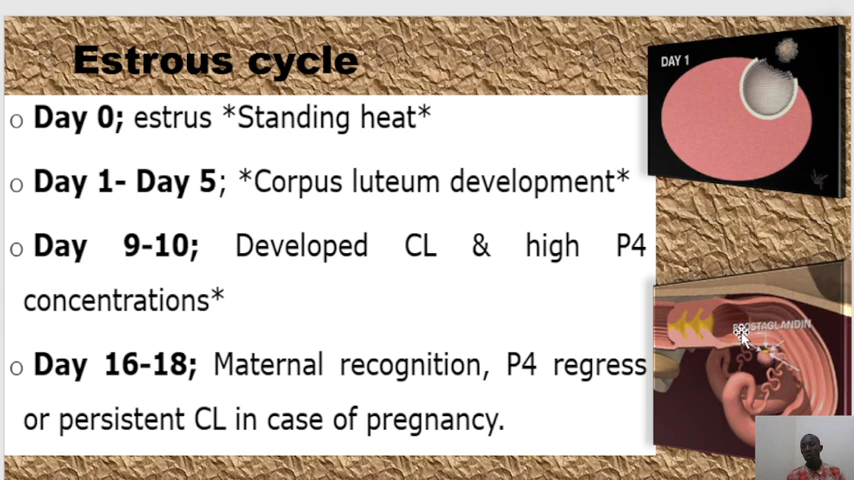 Estrous cycle
DAY 1
o Day 0; estrus *Standing heat*
o Day 1- Day 5; *Corpus luteum development*
o Day 9-10; Developed CL & high P4
concentrations*
o Day 16-18; Maternal recognition, P4 regress
or persistent CL in case of pregnancy.
PROSTAGLANDIN